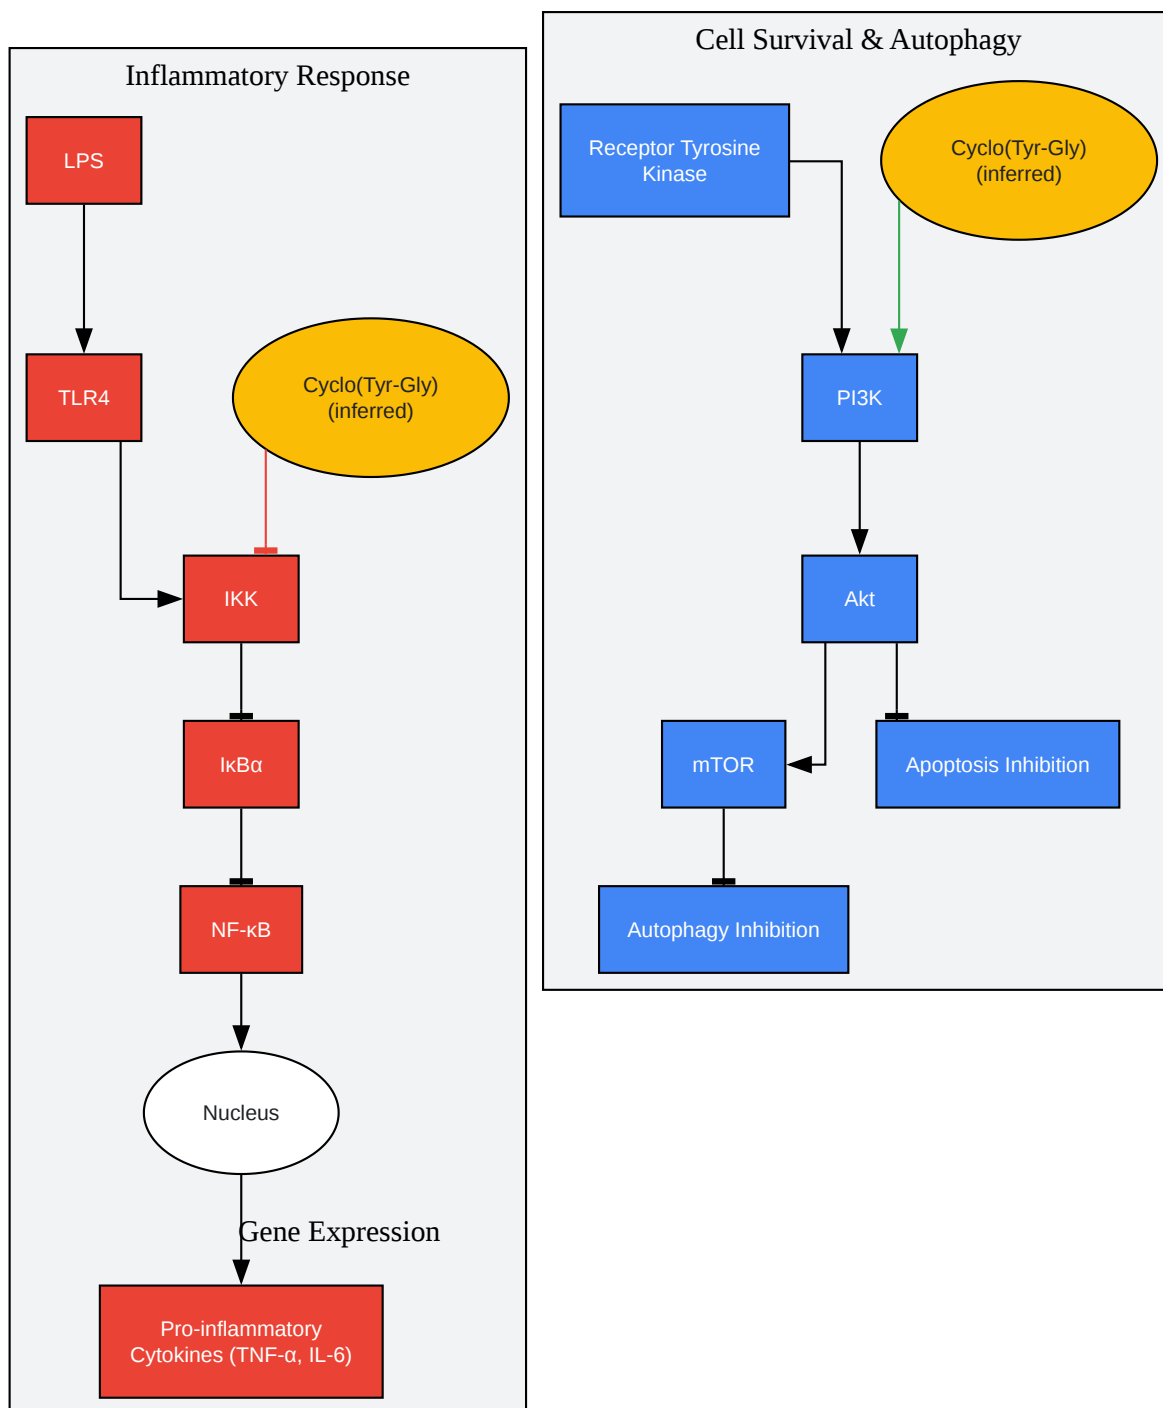 Inflammatory Response
LPS
TLR4
Cyclo(Tyr-Gly)
(inferred)
IKK
IκBα
NF-κB
Nucleus
Gene Expression
Pro-inflammatory
Cytokines (TNF-α, IL-6)
Cell Survival & Autophagy
Receptor Tyrosine
Kinase
Cyclo(Tyr-Gly)
(inferred)
PI3K
Akt
mTOR
Apoptosis Inhibition
Autophagy Inhibition